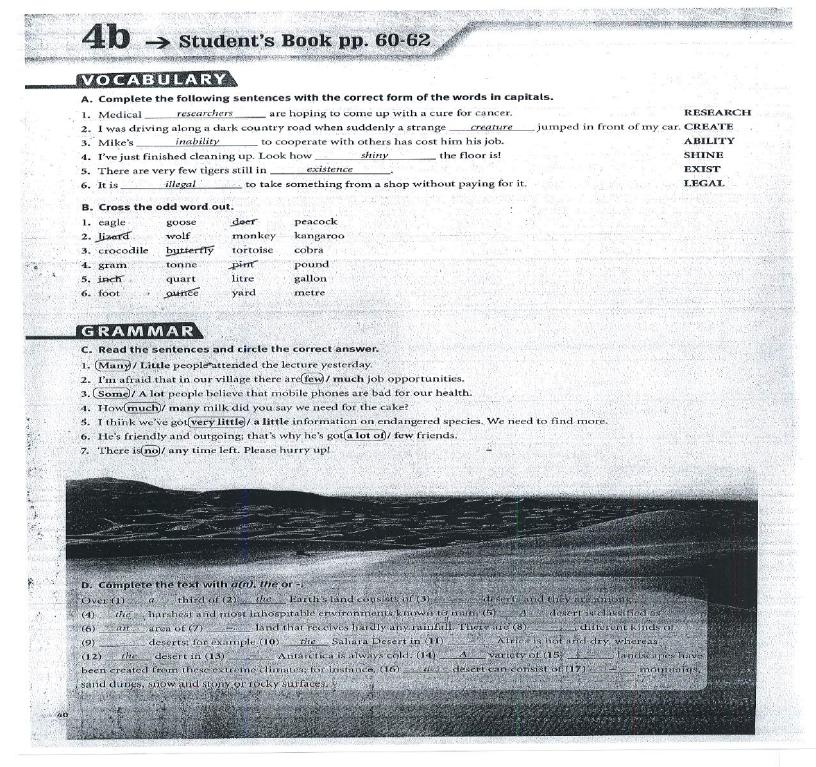 4b → Student's Book pp. 60-62
VOCABULARY
A. Complete the following sentences with the correct form of the words in capitals.
1. Medical researchers are hoping to come up with a cure for cancer. RESEARCH
2. I was driving along a dark country road when suddenly a strange creature jumped in front of my car. CREATE
3. Mike's inability to cooperate with others has cost him his job. ABILITY
4. I've just finished cleaning up. Look how shiny the floor is! SHINE
5. There are very few tigers still in existence. EXIST
6. It is illegal to take something from a shop without paying for it. LEGAL
B. Cross the odd word out.
1. eagle goose deer peacock
2. lizard wolf monkey kangaroo
3. crocodile butterfly tortoise cobra
4. gram tonne pint pound
5. inch quart litre gallon
6. foot ounce yard metre
GRAMMAR
C. Read the sentences and circle the correct answer.
1. Many / Little people attended the lecture yesterday.
2. I'm afraid that in our village there are few / much job opportunities.
3. Some / A lot people believe that mobile phones are bad for our health.
4. How much / many milk did you say we need for the cake?
5. I think we've got very little / a little information on endangered species. We need to find more.
6. He's friendly and outgoing; that's why he's got a lot of / few friends.
7. There is no / any time left. Please hurry up!
D. Complete the text with a(n), the or -.
Over (1) a third of (2) the Earth's land consists of (3) desert, and they are among
(4) the harshest and most inhospitable environments known to man. (5) A desert is classified as
(6) an area of (7) - land that receives hardly any rainfall. There are (8) different kinds of
(9) deserts; for example (10) the Sahara Desert in (11) Africa is hot and dry, whereas
(12) the desert in (13) Antarctica is always cold. (14) A variety of (15) landscapes have
been created from these extreme climates; for instance, (16) desert can consist of (17) - mountains,
sand dunes, snow and stony or rocky surfaces.
60